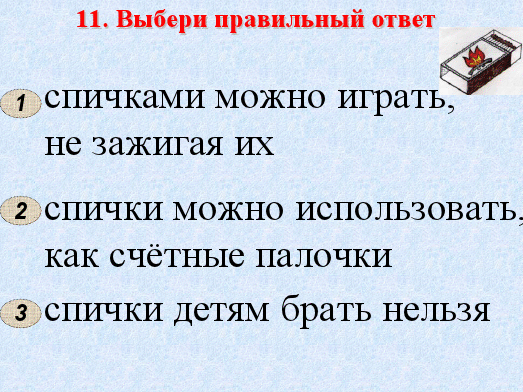 11. Выбери правильный ответ
1 спичками можно играть,
не зажигая их
2 спички можно использовать,
как счётные палочки
3 спички детям брать нельзя